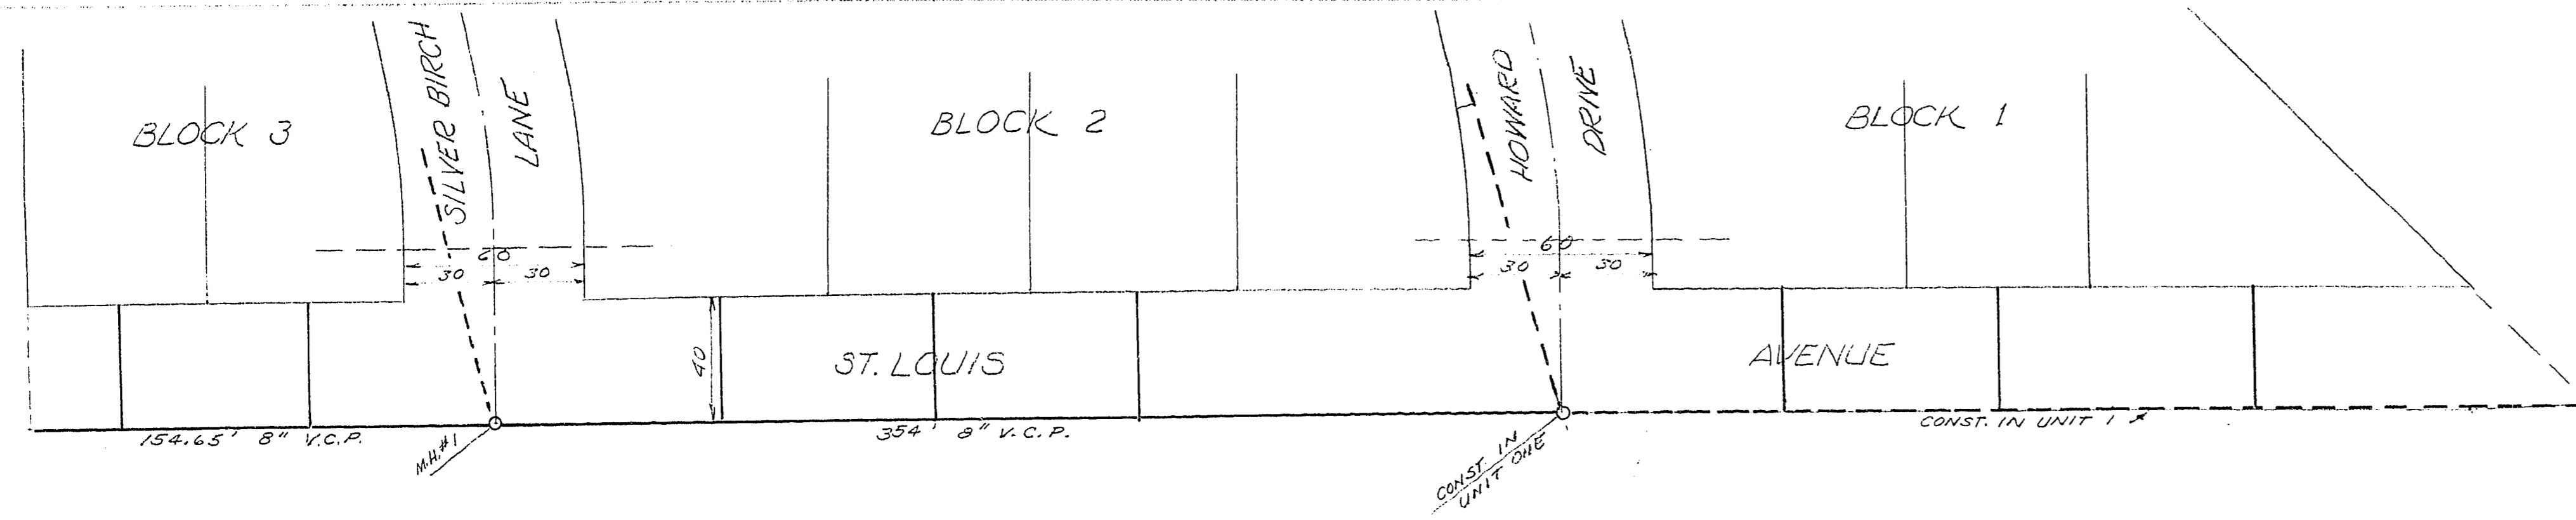 BLOCK 3
SILVER BIRCH
LANE
BLOCK 2
HOWARD
DRIVE
BLOCK 1
60
30
30
60
30
30
40
ST. LOUIS
AVENUE
154.65' 8" V.C.P.
M.H.#1
354' 8" V.C.P.
CONST. IN
UNIT ONE
CONST. IN UNIT 1